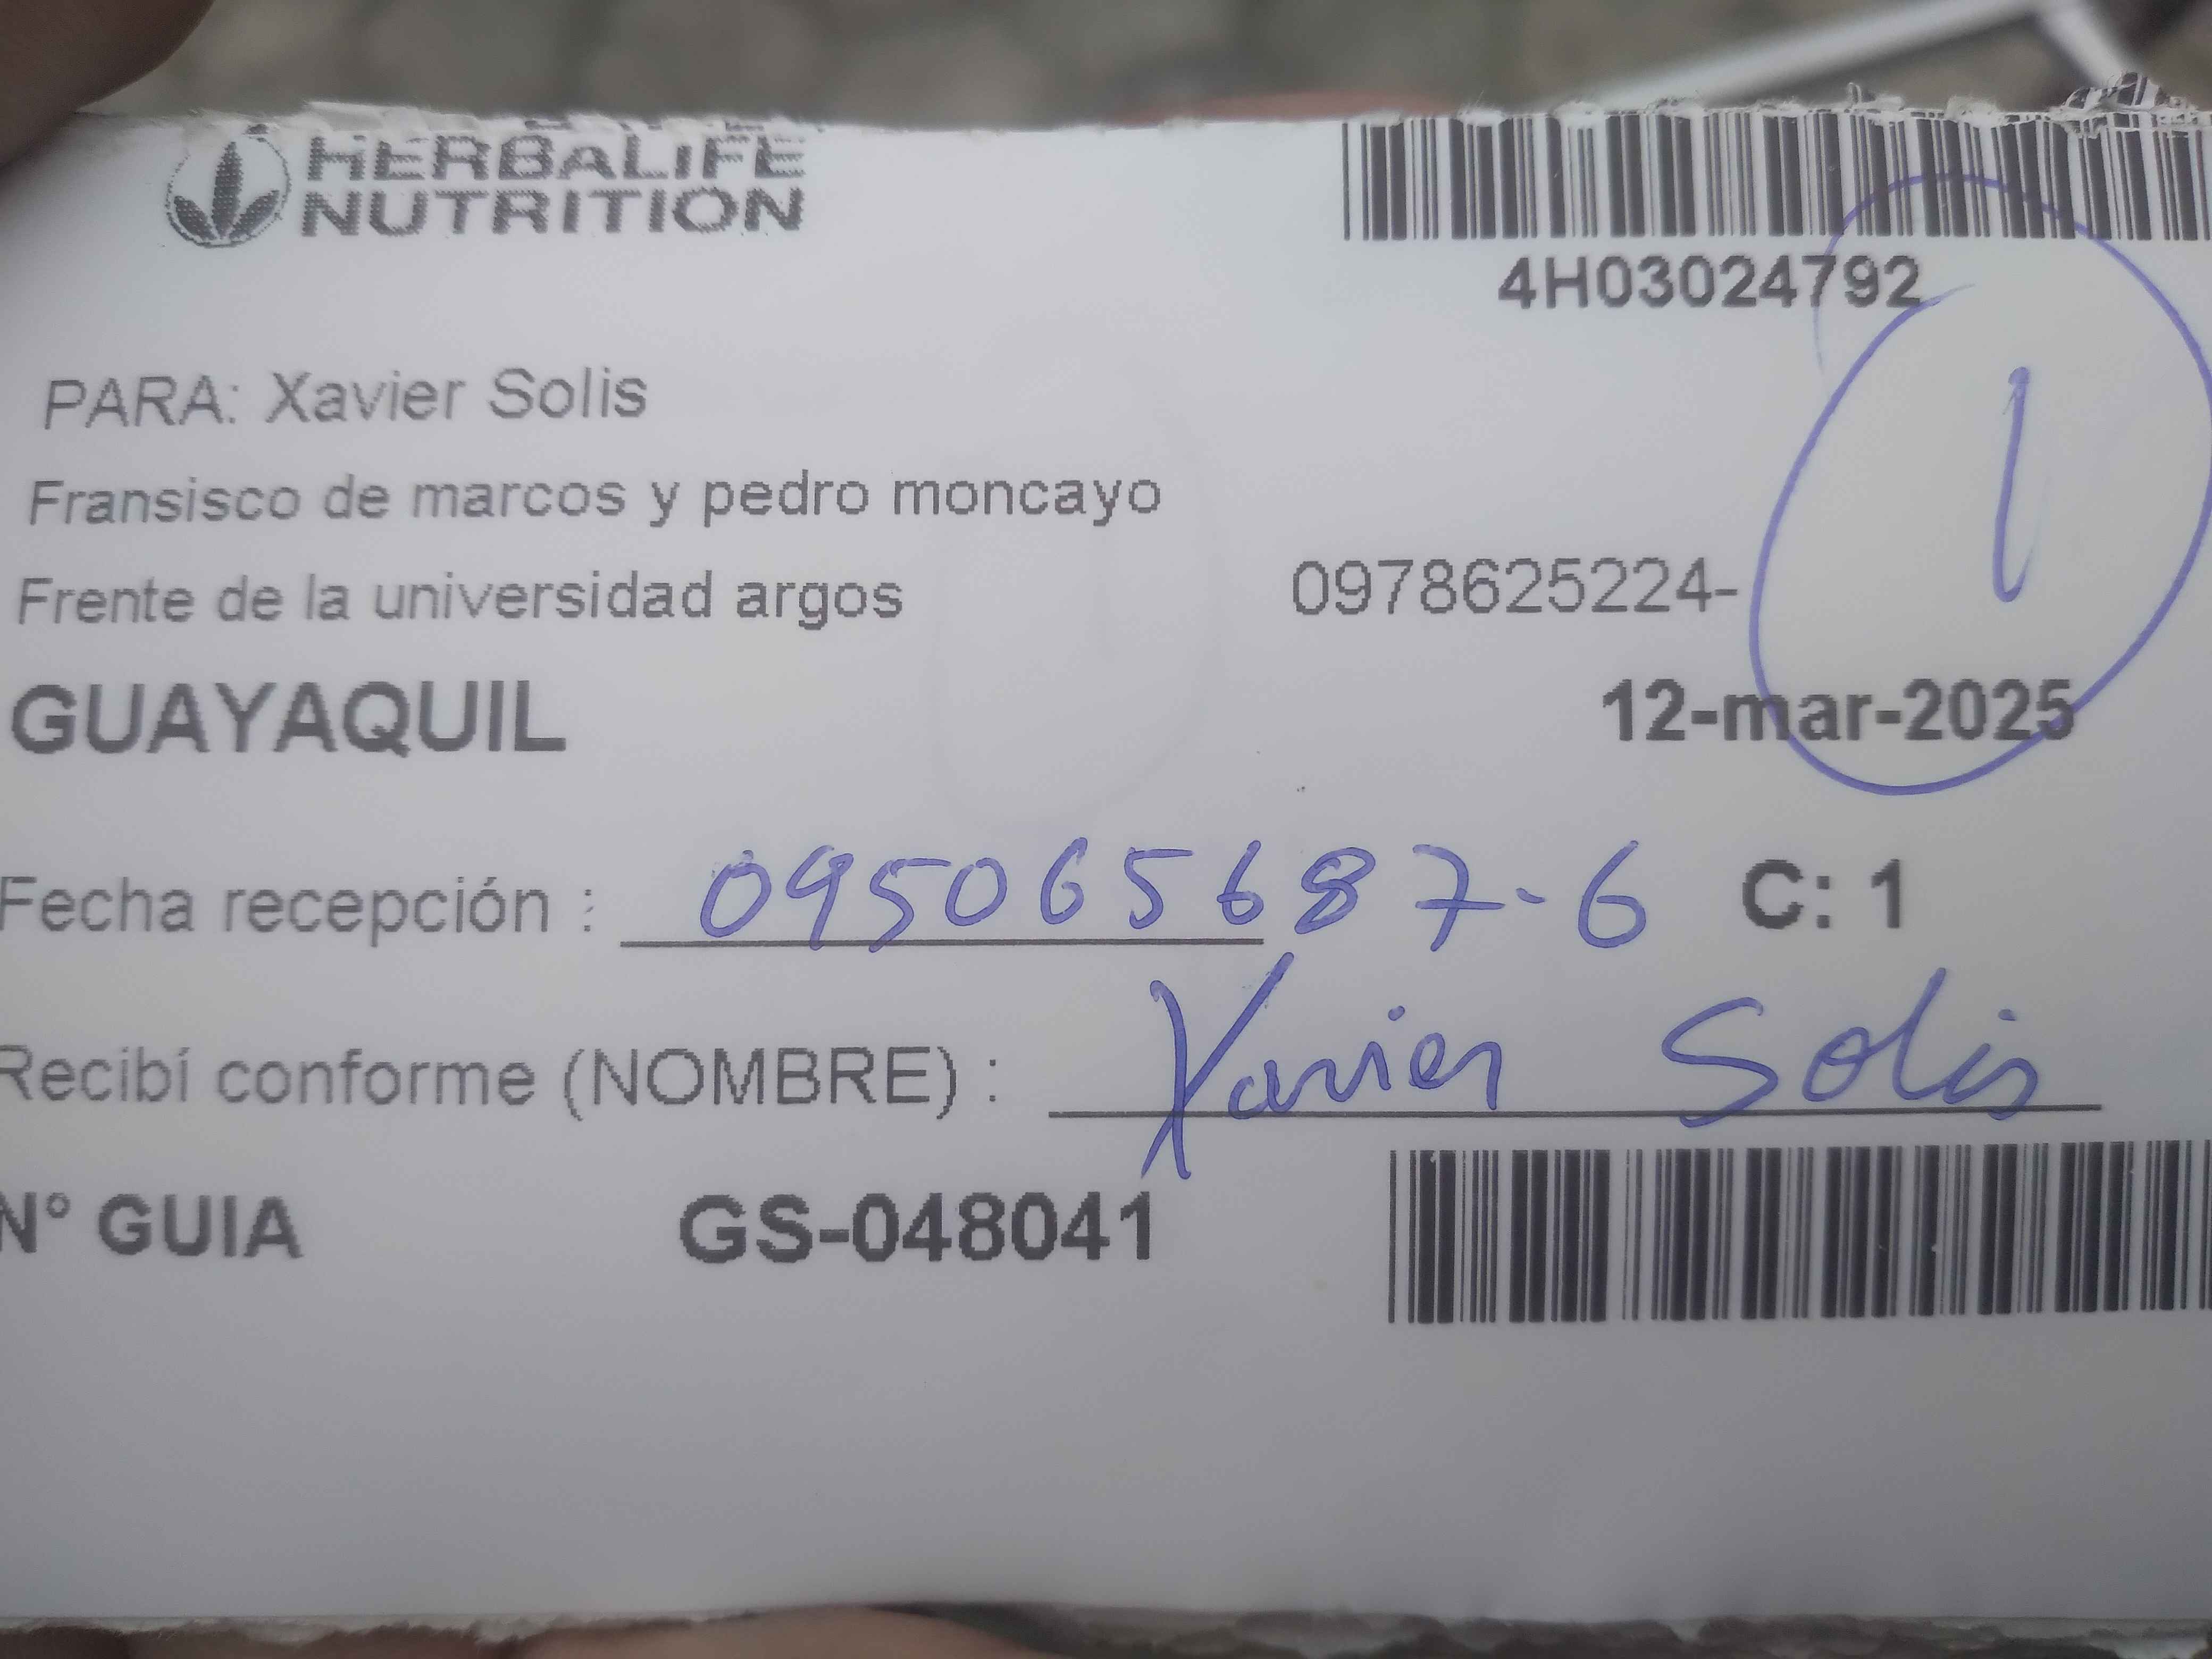 HERBALIFE
NUTRITION
4H03024792
PARA: Xavier Solis
Fransisco de marcos y pedro moncayo
Frente de la universidad argos
0978625224-
1
GUAYAQUIL
12-mar-2025
Fecha recepción : 095065687-6 C: 1
Recibí conforme (NOMBRE) : Xavier Solis
N° GUIA GS-048041